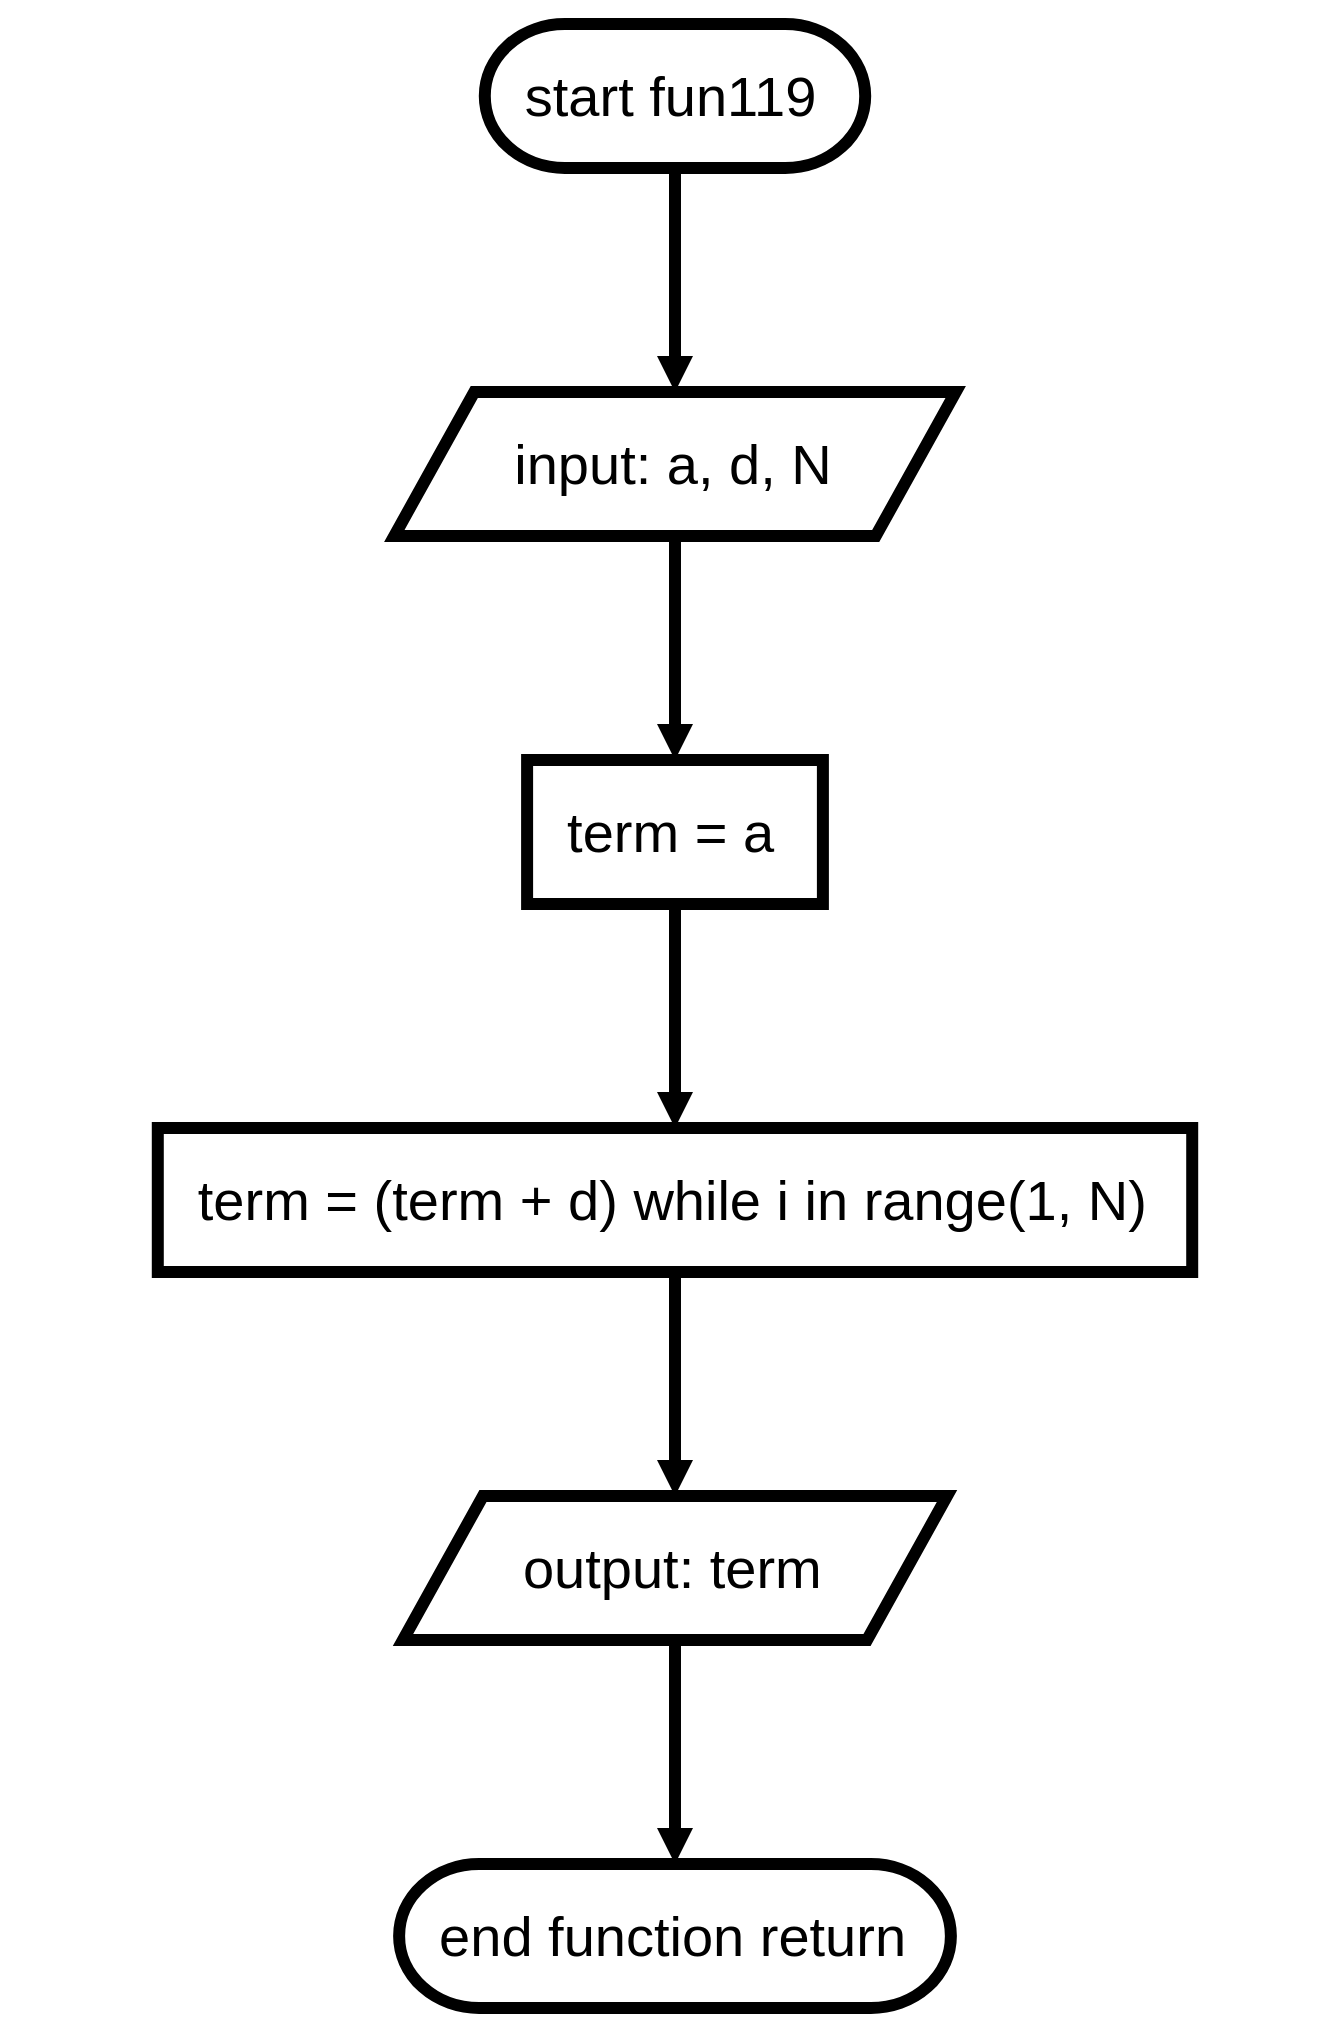 start fun119
input: a, d, N
term = a
term = (term + d) while i in range(1, N)
output: term
end function return